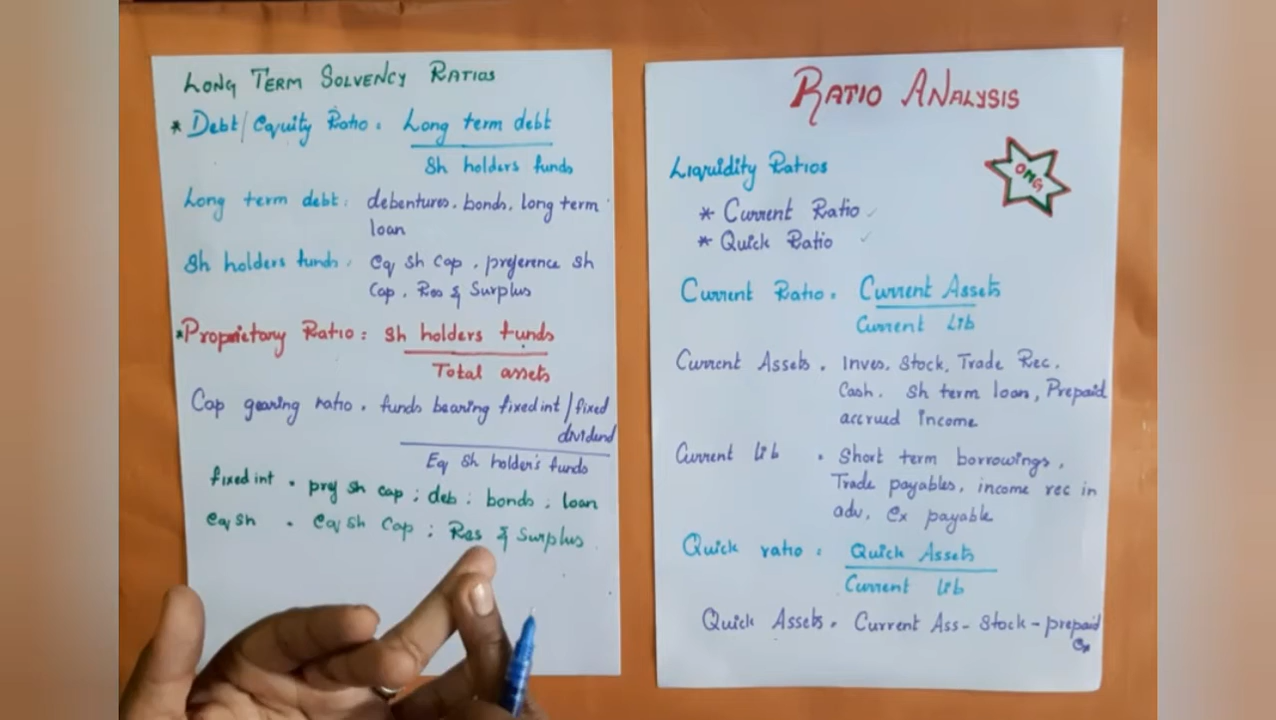 LONG TERM SOLVENCY RATIOS
* Debt/Equity Ratio = Long term debt
Sh holders funds
Long term debt = debentures, bonds, long term
loan
Sh holders funds = Eq Sh Cap, preference Sh
Cap, Res & Surplus
* Proprietary Ratio = Sh holders funds
Total assets
Cap gearing ratio = funds bearing fixed int/fixed
dividend
Eq Sh holder's funds
fixed int = prf sh cap ; deb ; bonds ; loan
Eq Sh = Eq Sh Cap ; Res & Surplus
RATIO ANALYSIS
OMG
Liquidity Ratios
* Current Ratio ✓
* Quick Ratio ✓
Current Ratio = Current Assets
Current Lib
Current Assets = Inves, Stock, Trade Rec,
Cash, Sh term loan, Prepaid
accrued income
Current Lib = Short term borrowings,
Trade payables, income rec in
adv, Ex payable
Quick ratio = Quick Assets
Current Lib
Quick Assets = Current Ass - Stock - prepaid
Ex